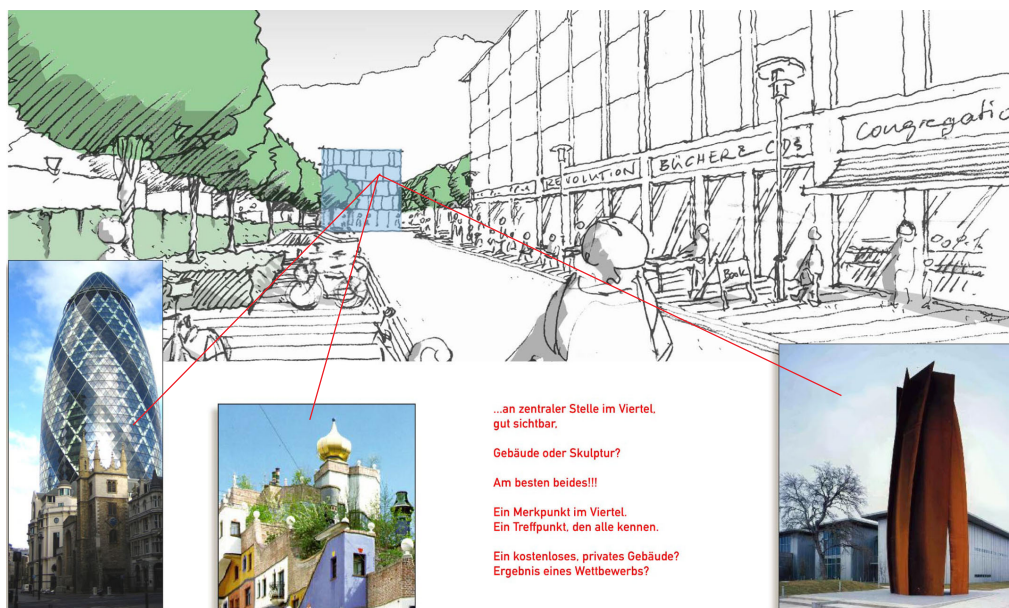 REVOLUTION
BÜCHERE CDS
Congregatio
Book
...an zentraler Stelle im Viertel,
gut sichtbar,
Gebäude oder Skulptur?
Am besten beides!!!
Ein Merkpunkt im Viertel.
Ein Treffpunkt, den alle kennen.
Ein kostenloses, privates Gebäude?
Ergebnis eines Wettbewerbs?